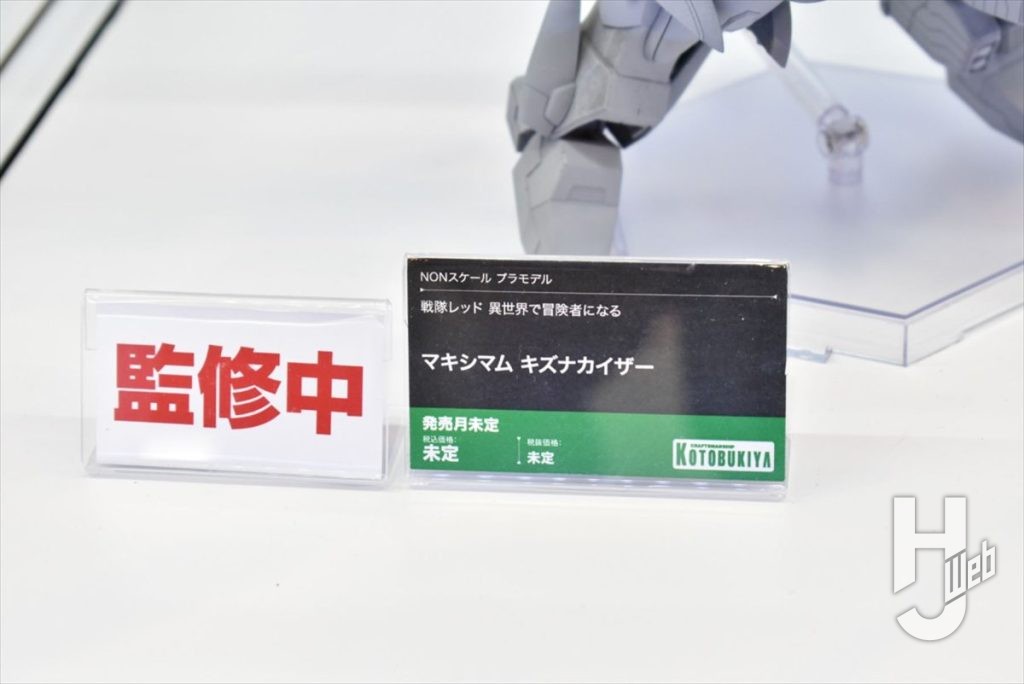 監修中
NONスケール プラモデル
戦隊レッド 異世界で冒険者になる
マキシマム キズナカイザー
発売月未定
税込価格:
未定
税抜価格:
未定
CRAFTSMANSHIP
KOTOBUKIYA
HJ Web